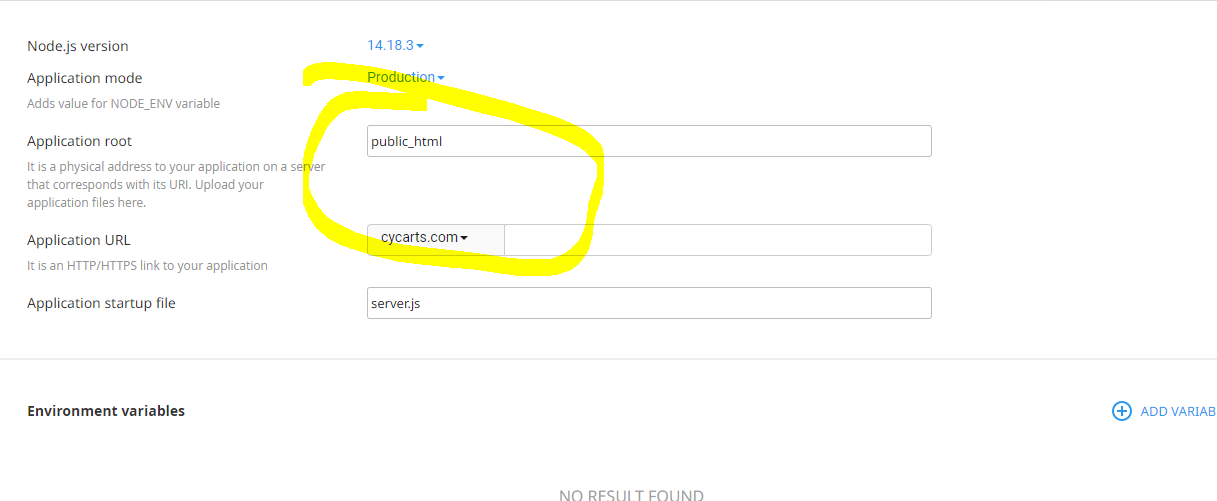 Node.js version 14.18.3
Application mode Production
Adds value for NODE_ENV variable
Application root public_html
It is a physical address to your application on a server
that corresponds with its URI. Upload your
application files here.
Application URL cycarts.com
It is an HTTP/HTTPS link to your application
Application startup file server.js
Environment variables ADD VARIAB
NO RESULT FOUND